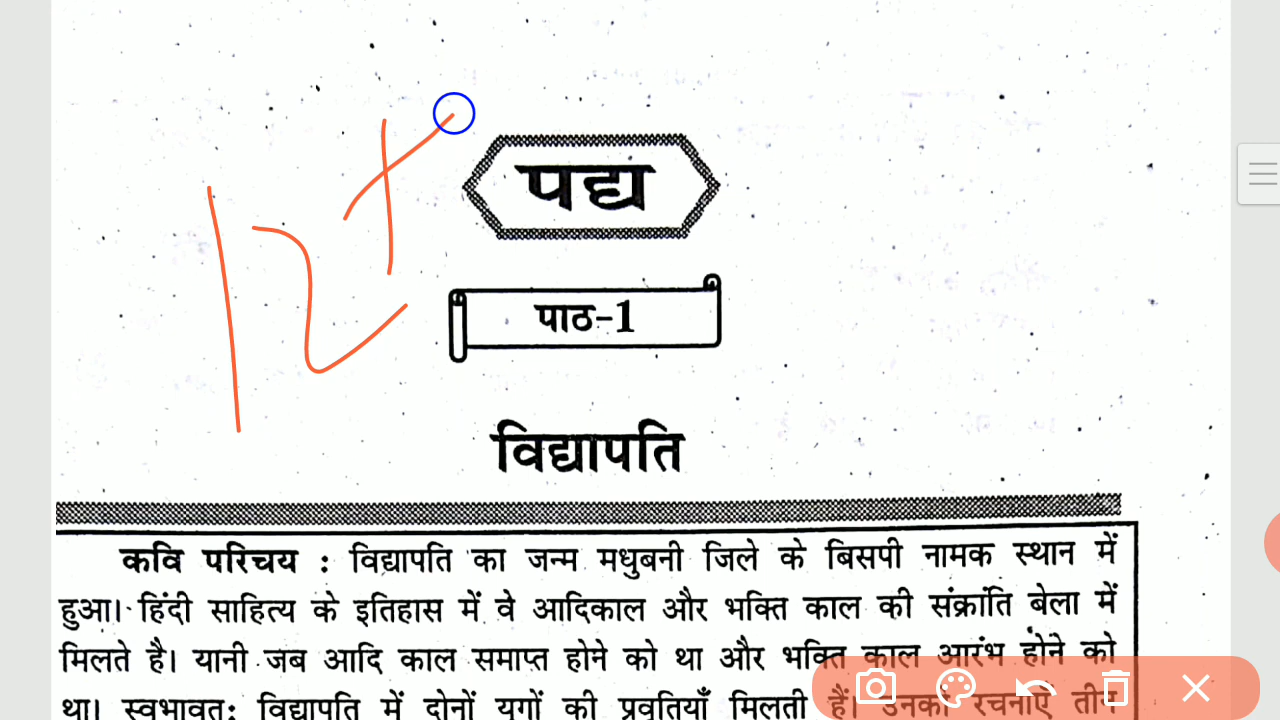 12t
पद्य
पाठ-1
विद्यापति
कवि परिचय : विद्यापति का जन्म मधुबनी जिले के बिसपी नामक स्थान में
हुआ। हिंदी साहित्य के इतिहास में वे आदिकाल और भक्ति काल की संक्रांति बेला में
मिलते है। यानी जब आदि काल समाप्त होने को था और भक्ति काल आरंभ होने को
था। स्वभावत: विद्यापति में दोनों युगों की प्रवृतियाँ मिलती हैं। उनकी रचनाएँ तीन